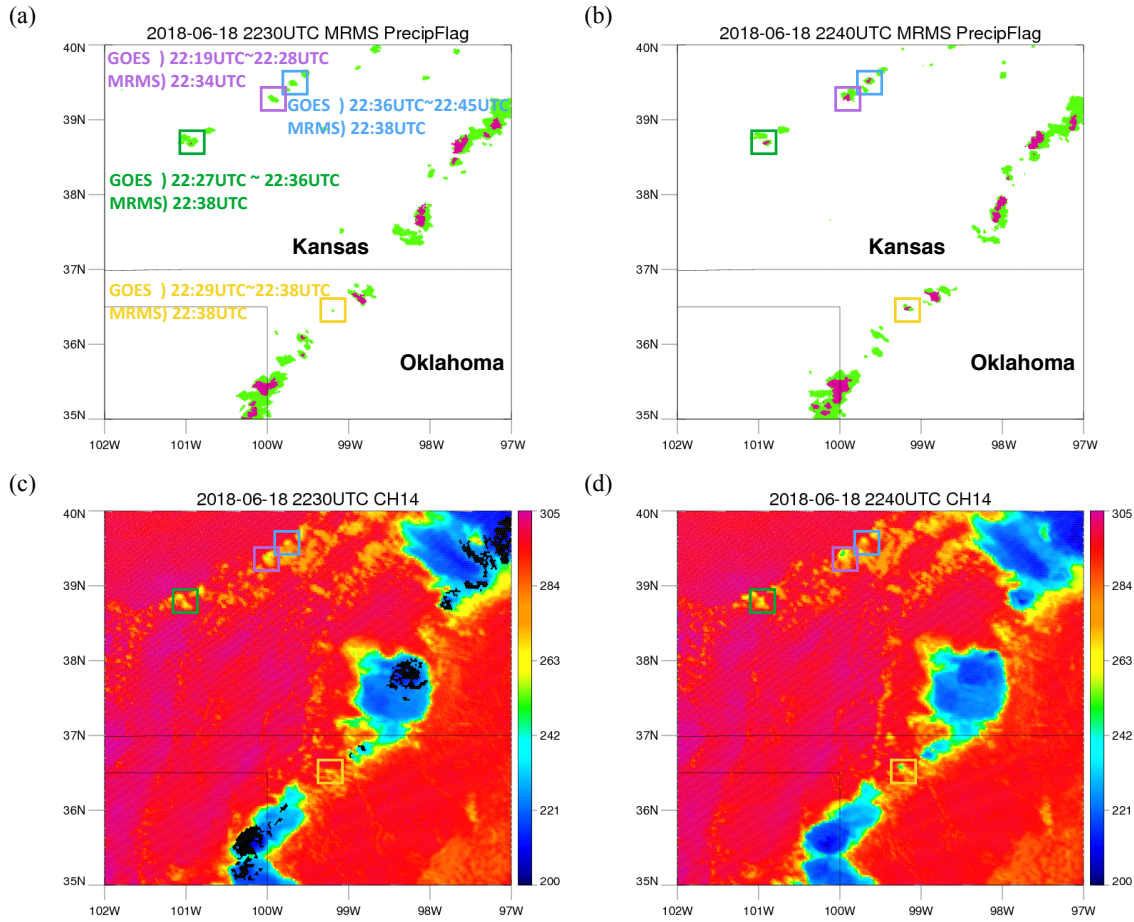 (a)
2018-06-18 2230UTC MRMS PrecipFlag
40N
39N
38N
37N
36N
35N
102W 101W 100W 99W 98W 97W
GOES ) 22:19UTC~22:28UTC
MRMS) 22:34UTC
GOES ) 22:36UTC~22:45UTC
MRMS) 22:38UTC
GOES ) 22:27UTC ~ 22:36UTC
MRMS) 22:38UTC
Kansas
GOES ) 22:29UTC~22:38UTC
MRMS) 22:38UTC
Oklahoma
(b)
2018-06-18 2240UTC MRMS PrecipFlag
40N
39N
38N
37N
36N
35N
102W 101W 100W 99W 98W 97W
Kansas
Oklahoma
(c)
2018-06-18 2230UTC CH14
40N
39N
38N
37N
36N
35N
102W 101W 100W 99W 98W 97W
305
284
263
242
221
200
(d)
2018-06-18 2240UTC CH14
40N
39N
38N
37N
36N
35N
102W 101W 100W 99W 98W 97W
305
284
263
242
221
200